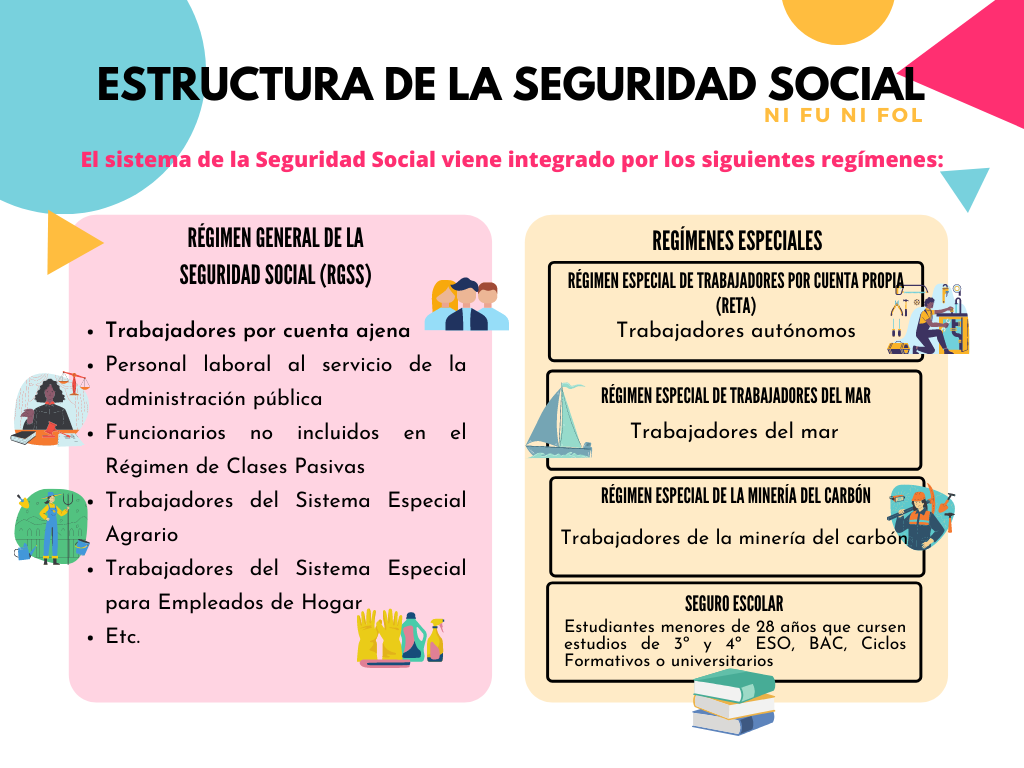 ESTRUCTURA DE LA SEGURIDAD SOCIAL
NI FU NI FOL
El sistema de la Seguridad Social viene integrado por los siguientes regímenes:
RÉGIMEN GENERAL DE LA
SEGURIDAD SOCIAL (RGSS)
• Trabajadores por cuenta ajena
• Personal laboral al servicio de la
administración pública
• Funcionarios no incluidos en el
Régimen de Clases Pasivas
• Trabajadores del Sistema Especial
Agrario
• Trabajadores del Sistema Especial
para Empleados de Hogar
• Etc.
REGÍMENES ESPECIALES
RÉGIMEN ESPECIAL DE TRABAJADORES POR CUENTA PROPIA
(RETA)
Trabajadores autónomos
RÉGIMEN ESPECIAL DE TRABAJADORES DEL MAR
Trabajadores del mar
RÉGIMEN ESPECIAL DE LA MINERÍA DEL CARBÓN
Trabajadores de la minería del carbón
SEGURO ESCOLAR
Estudiantes menores de 28 años que cursen
estudios de 3º y 4º ESO, BAC, Ciclos
Formativos o universitarios